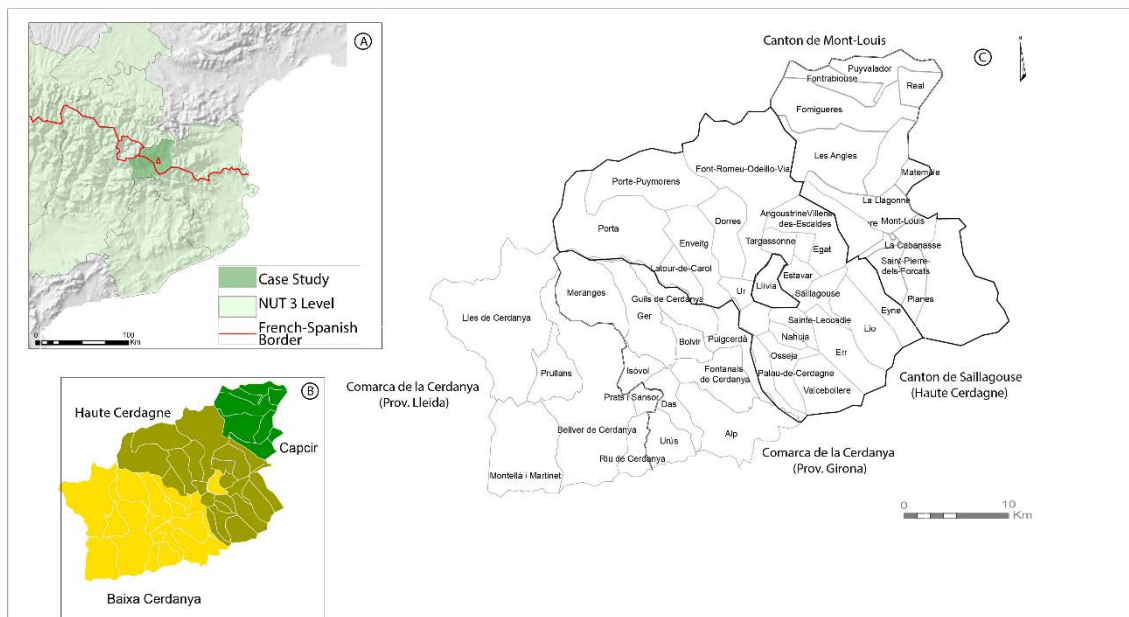 A
Case Study
NUT 3 Level
French-Spanish
Border
0 100
Km
B
Haute Cerdagne
Capcir
Baixa Cerdanya
C
N
Canton de Mont-Louis
Puyvalador
Fontrabiouse
Real
Formigueres
Les Angles
Matemale
Font-Romeu-Odeillo-Via
Porte-Puymorens
La Llagonne
Mont-Louis
Dorres
Angoustrine Villene
des-Escaldes
La Cabanasse
Porta
Enveitg
Targassonne
Egat
Saint-Pierre-
dels-Forcats
Latour-de-Carol
Estavar
Ur
Llívia
Saillagouse
Planes
Meranges
Guils de Cerdanya
Eyne
Lles de Cerdanya
Ger
Sainte-Leouadie
Llo
Puigcerdà
Nahuja
Bolvir
Err
Osseja
Prullans
Isòvol
Fontanals
de Cerdanya
Palau-de-Cerdagne
Valcebollere
Comarca de la Cerdanya
(Prov. Lleida)
Canton de Saillagouse
(Haute Cerdagne)
Prats i Sansor
Das
Bellver de Cerdanya
Alp
Urús
Riu de Cerdanya
Comarca de la Cerdanya
(Prov. Girona)
Montellà i Martinet
0 10
Km